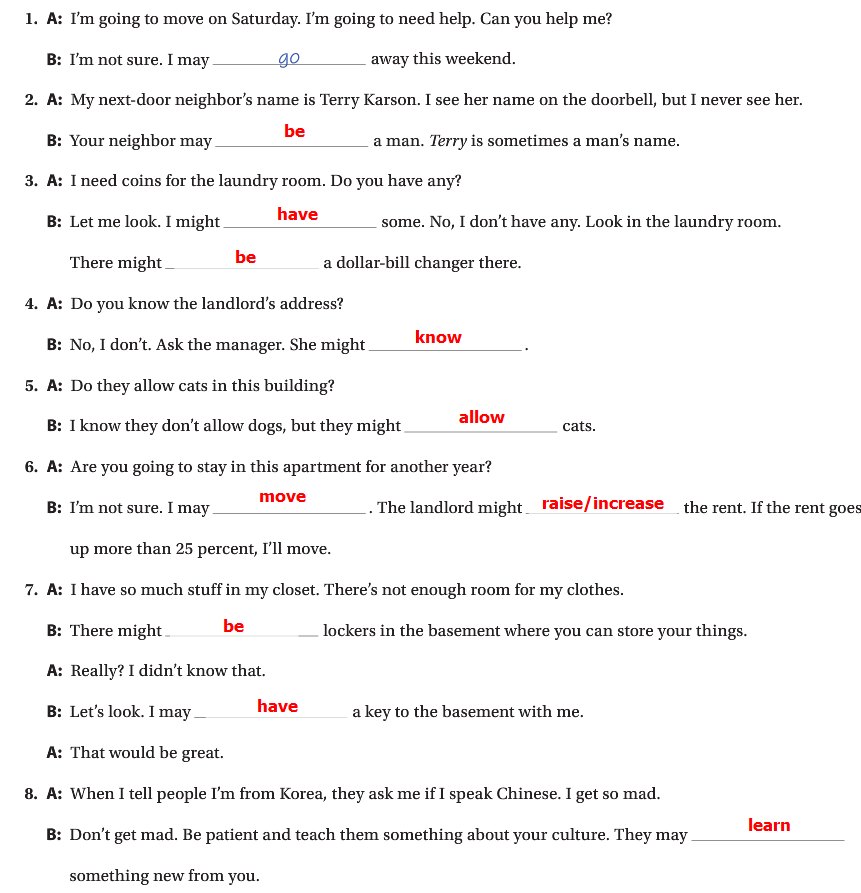 1. A: I'm going to move on Saturday. I'm going to need help. Can you help me?
B: I'm not sure. I may go away this weekend.
2. A: My next-door neighbor's name is Terry Karson. I see her name on the doorbell, but I never see her.
B: Your neighbor may be a man. Terry is sometimes a man's name.
3. A: I need coins for the laundry room. Do you have any?
B: Let me look. I might have some. No, I don't have any. Look in the laundry room.
There might be a dollar-bill changer there.
4. A: Do you know the landlord's address?
B: No, I don't. Ask the manager. She might know.
5. A: Do they allow cats in this building?
B: I know they don't allow dogs, but they might allow cats.
6. A: Are you going to stay in this apartment for another year?
B: I'm not sure. I may move. The landlord might raise/increase the rent. If the rent goes
up more than 25 percent, I'll move.
7. A: I have so much stuff in my closet. There's not enough room for my clothes.
B: There might be lockers in the basement where you can store your things.
A: Really? I didn't know that.
B: Let's look. I may have a key to the basement with me.
A: That would be great.
8. A: When I tell people I'm from Korea, they ask me if I speak Chinese. I get so mad.
B: Don't get mad. Be patient and teach them something about your culture. They may learn
something new from you.